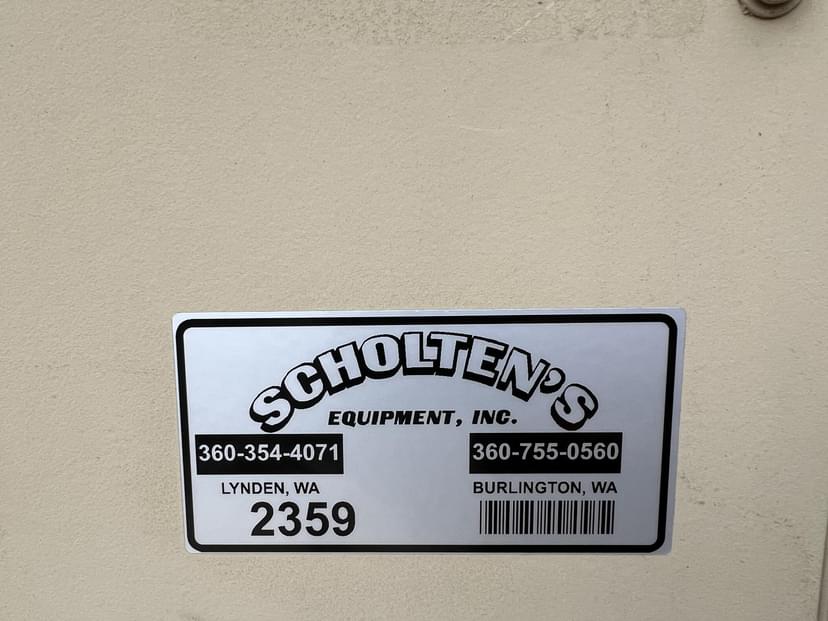 SCHOLTEN'S
EQUIPMENT, INC.
360-354-4071 360-755-0560
LYNDEN, WA BURLINGTON, WA
2359